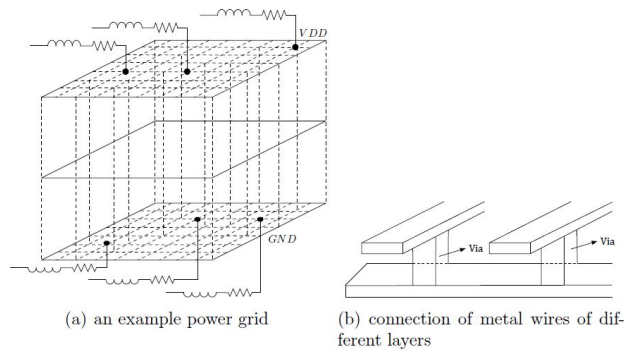 VDD
GND
Via
Via
(a) an example power grid
(b) connection of metal wires of dif-
ferent layers